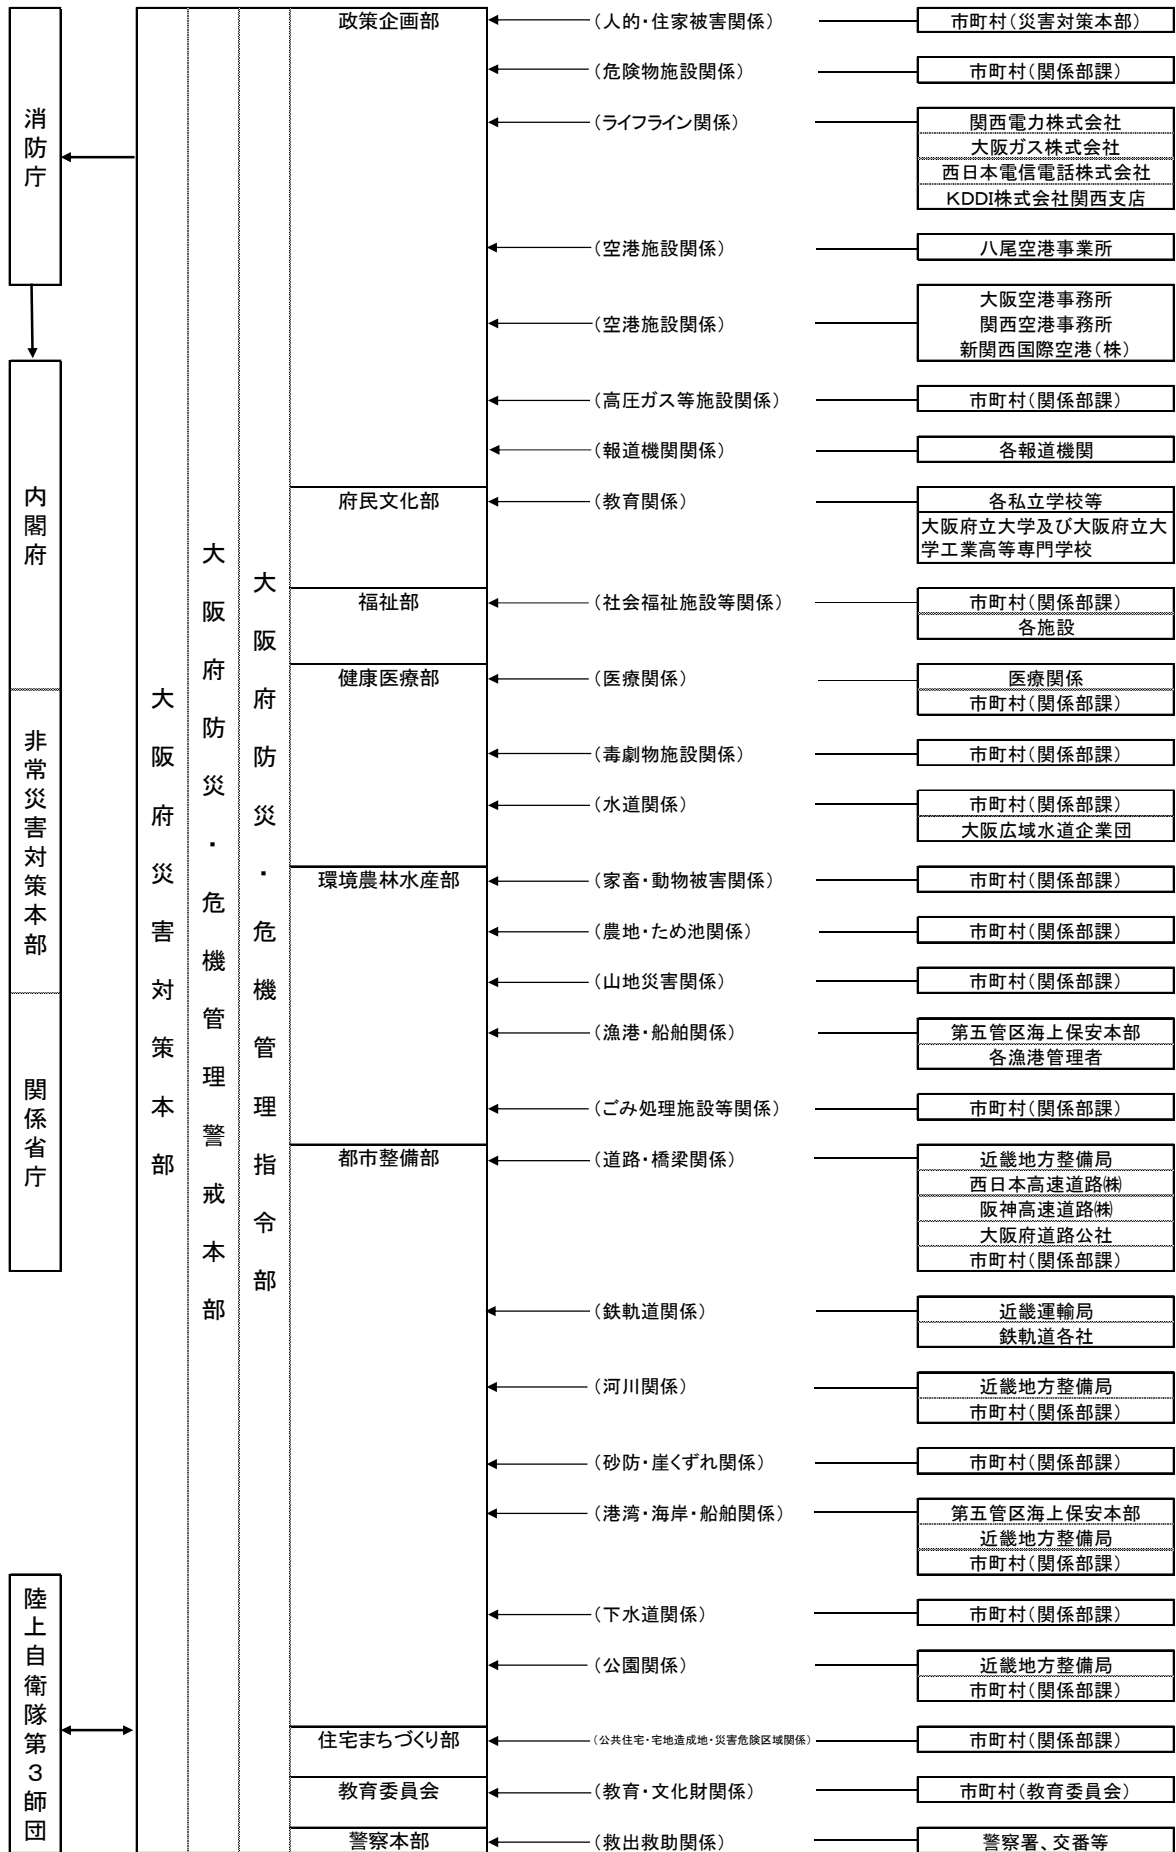 消防庁
内閣府
非常災害対策本部
関係省庁
陸上自衛隊第3師団
大阪府災害対策本部
大阪府防災・危機管理警戒本部
大阪府防災・危機管理指令部
政策企画部
(人的・住家被害関係)
市町村(災害対策本部)
(危険物施設関係)
市町村(関係部課)
(ライフライン関係)
関西電力株式会社
大阪ガス株式会社
西日本電信電話株式会社
KDDI株式会社関西支店
(空港施設関係)
八尾空港事業所
(空港施設関係)
大阪空港事務所
関西空港事務所
新関西国際空港(株)
(高圧ガス等施設関係)
市町村(関係部課)
(報道機関関係)
各報道機関
府民文化部
(教育関係)
各私立学校等
大阪府立大学及び大阪府立大
学工業高等専門学校
福祉部
(社会福祉施設等関係)
市町村(関係部課)
各施設
健康医療部
(医療関係)
医療関係
市町村(関係部課)
(毒劇物施設関係)
市町村(関係部課)
(水道関係)
市町村(関係部課)
大阪広域水道企業団
環境農林水産部
(家畜・動物被害関係)
市町村(関係部課)
(農地・ため池関係)
市町村(関係部課)
(山地災害関係)
市町村(関係部課)
(漁港・船舶関係)
第五管区海上保安本部
各漁港管理者
(ごみ処理施設等関係)
市町村(関係部課)
都市整備部
(道路・橋梁関係)
近畿地方整備局
西日本高速道路㈱
阪神高速道路㈱
大阪府道路公社
市町村(関係部課)
(鉄軌道関係)
近畿運輸局
鉄軌道各社
(河川関係)
近畿地方整備局
市町村(関係部課)
(砂防・崖くずれ関係)
市町村(関係部課)
(港湾・海岸・船舶関係)
第五管区海上保安本部
近畿地方整備局
市町村(関係部課)
(下水道関係)
市町村(関係部課)
(公園関係)
近畿地方整備局
市町村(関係部課)
住宅まちづくり部
(公共住宅・宅地造成地・災害危険区域関係)
市町村(関係部課)
教育委員会
(教育・文化財関係)
市町村(教育委員会)
警察本部
(救出救助関係)
警察署、交番等